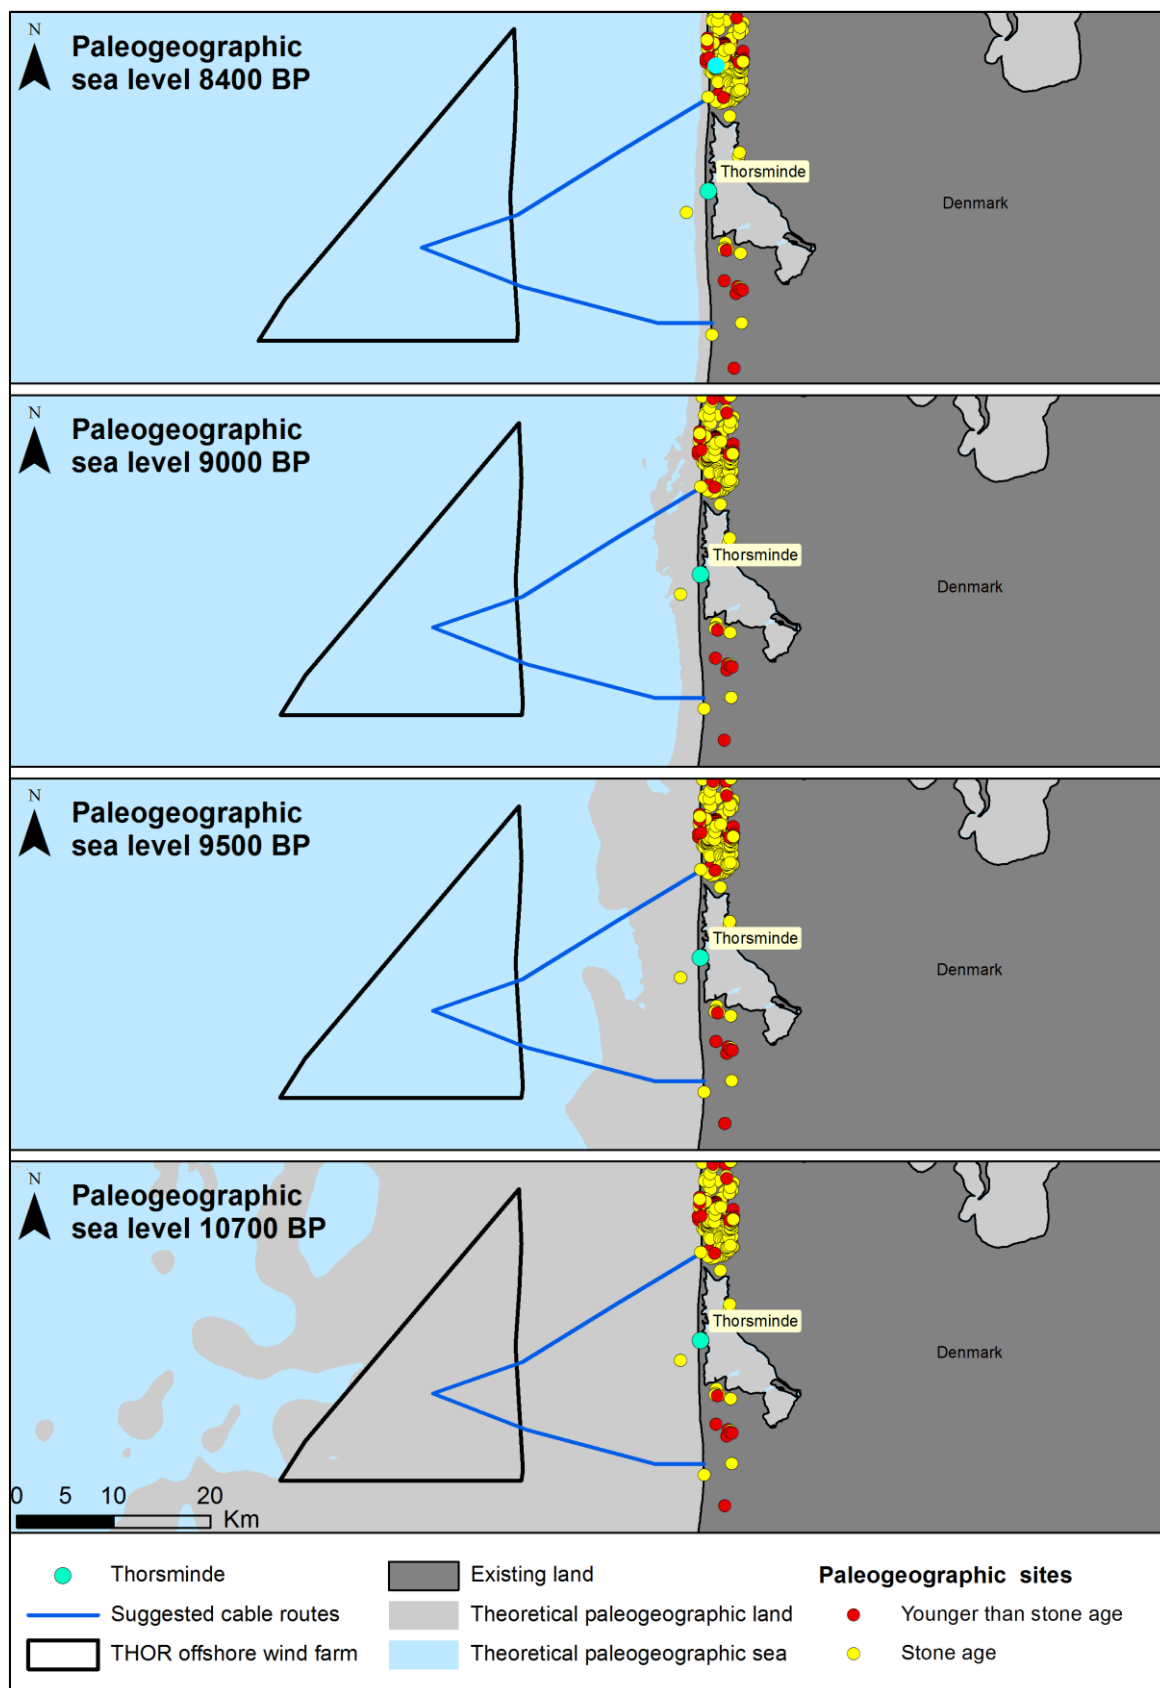 N
Paleogeographic
sea level 8400 BP
Thorsminde
Denmark
N
Paleogeographic
sea level 9000 BP
Thorsminde
Denmark
N
Paleogeographic
sea level 9500 BP
Thorsminde
Denmark
N
Paleogeographic
sea level 10700 BP
Thorsminde
Denmark
0 5 10 20
Km
Thorsminde
Suggested cable routes
THOR offshore wind farm
Existing land
Theoretical paleogeographic land
Theoretical paleogeographic sea
Paleogeographic sites
Younger than stone age
Stone age